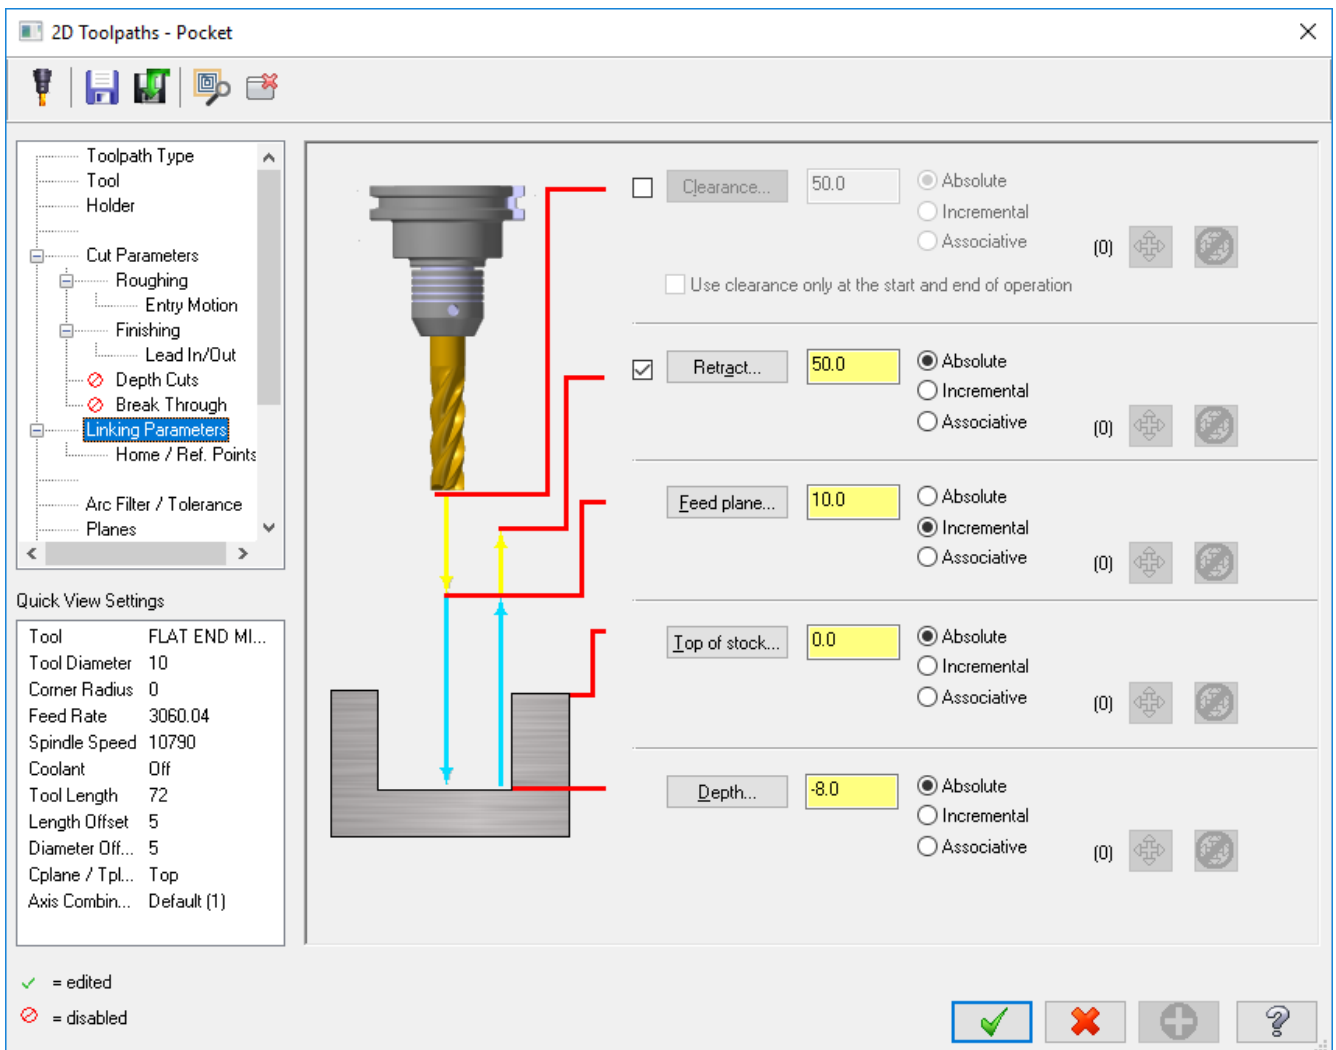 2D Toolpaths - Pocket
Toolpath Type
Tool
Holder
Cut Parameters
Roughing
Entry Motion
Finishing
Lead In/Out
Depth Cuts
Break Through
Linking Parameters
Home / Ref. Points
Arc Filter / Tolerance
Planes
Quick View Settings
Tool FLAT END MI...
Tool Diameter 10
Corner Radius 0
Feed Rate 3060.04
Spindle Speed 10790
Coolant Off
Tool Length 72
Length Offset 5
Diameter Off... 5
Cplane / Tpl... Top
Axis Combin... Default (1)
= edited
= disabled
Clearance... 50.0 Absolute
Incremental
Associative (0)
Use clearance only at the start and end of operation
Retract... 50.0 Absolute
Incremental
Associative (0)
Feed plane... 10.0 Absolute
Incremental
Associative (0)
Top of stock... 0.0 Absolute
Incremental
Associative (0)
Depth... -8.0 Absolute
Incremental
Associative (0)